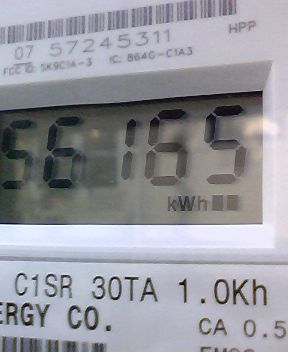 07 57245311
HPP
FCC ID: SK9C1A-3 IC: 864G-C1A3
56165
kWh
C1SR 30TA 1.0Kh
ERGY CO.
CA 0.5